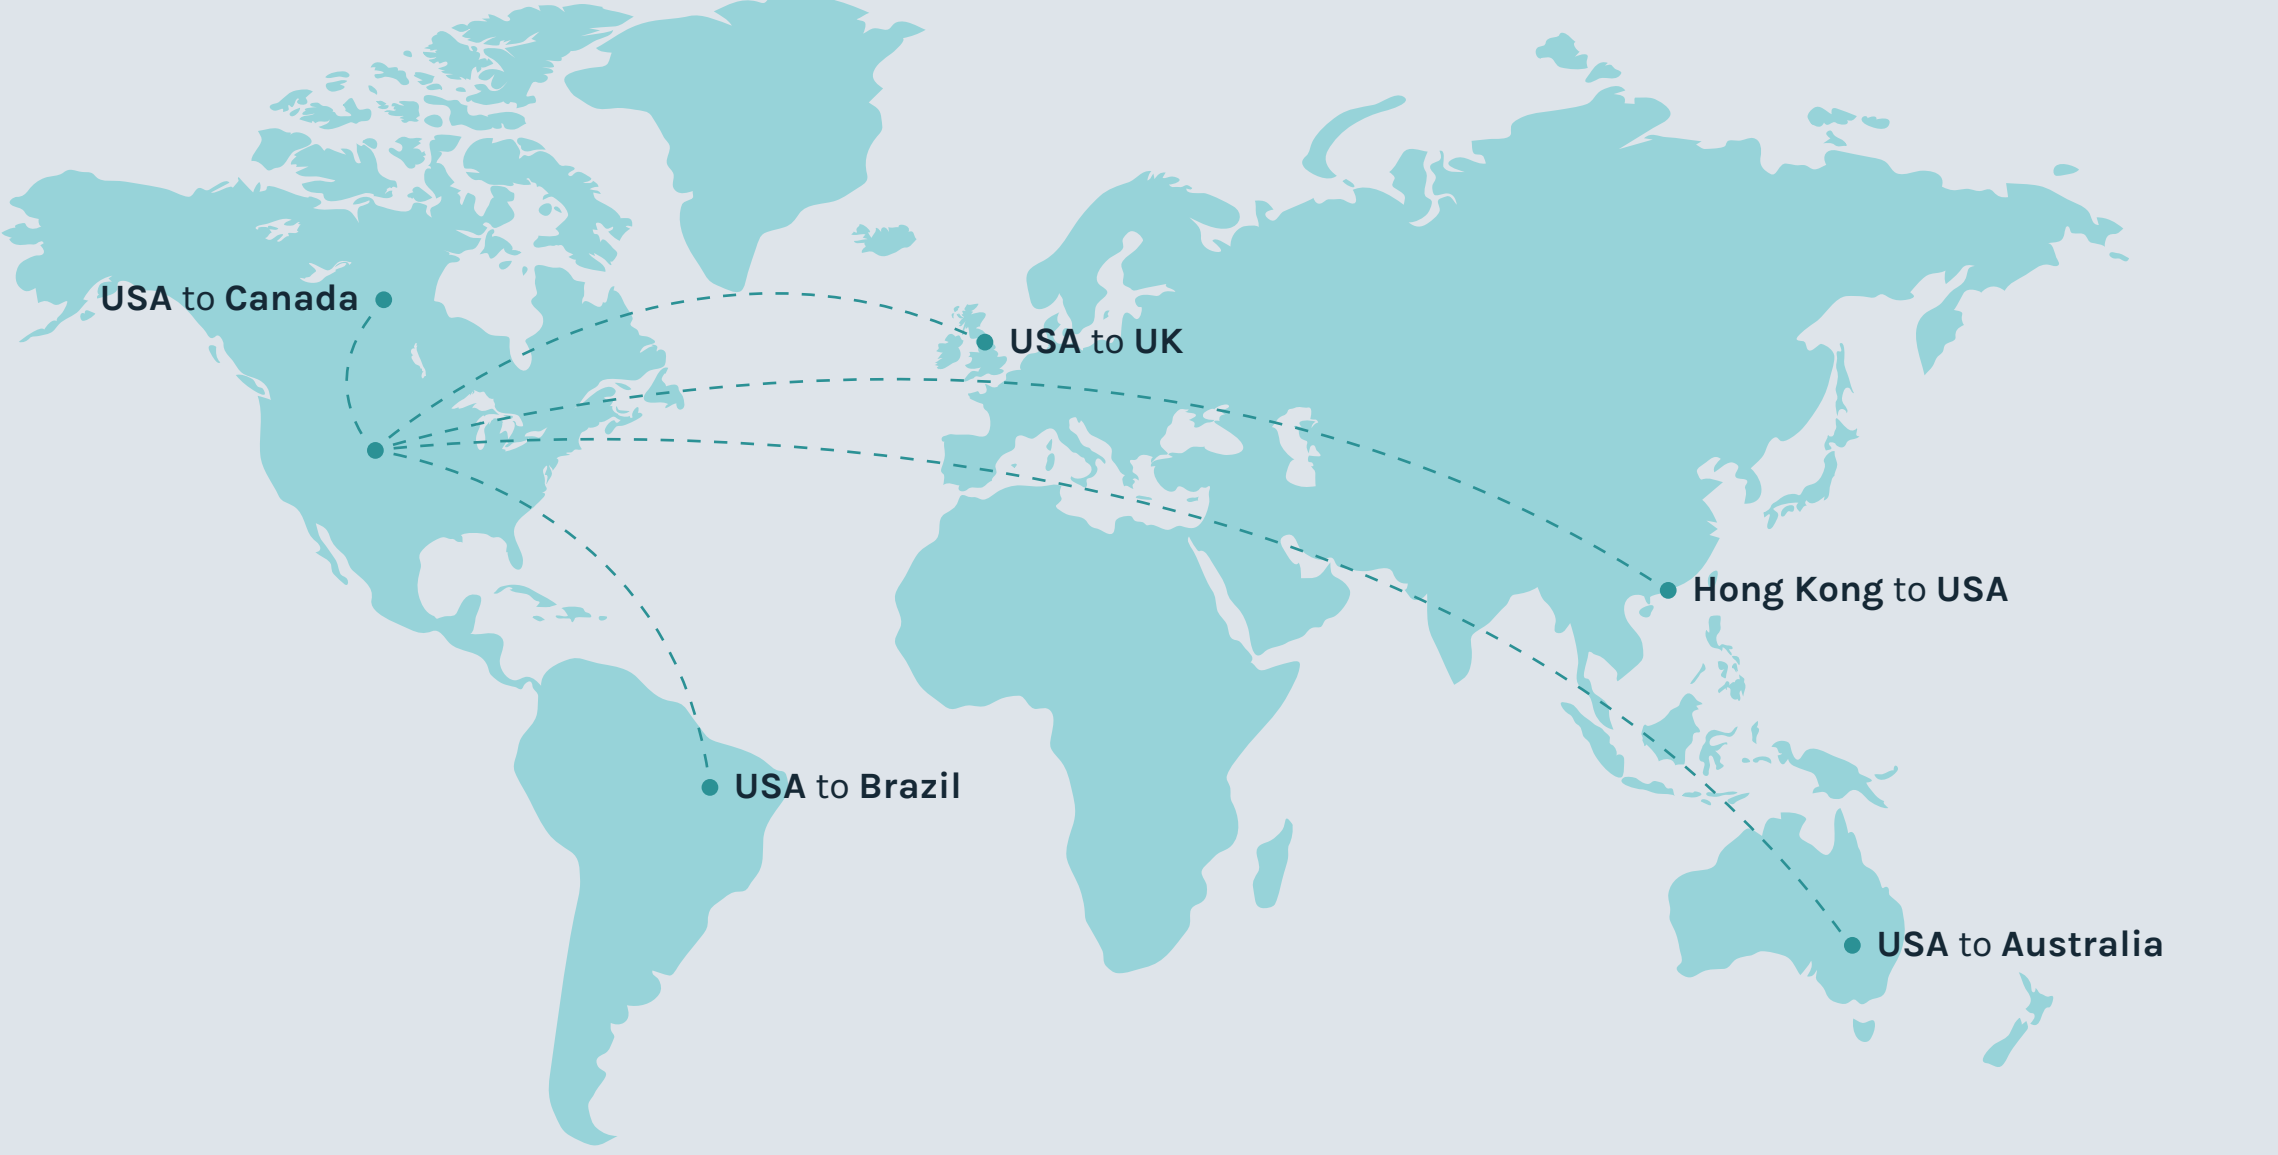 USA to Canada
USA to UK
Hong Kong to USA
USA to Brazil
USA to Australia